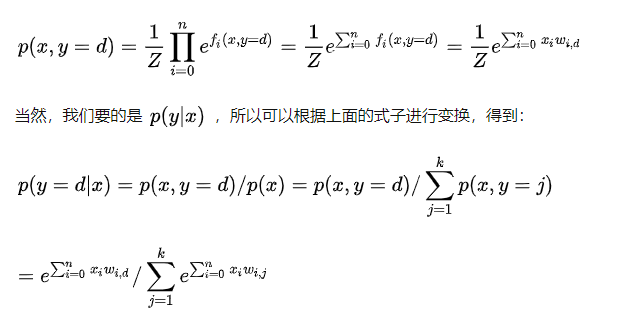 p(x, y = d) = \frac{1}{Z} \prod_{i=0}^{n} e^{f_i(x,y=d)} = \frac{1}{Z} e^{\sum_{i=0}^{n} f_i(x,y=d)} = \frac{1}{Z} e^{\sum_{i=0}^{n} x_i w_{i,d}}
当然，我们要的是 p(y|x) ，所以可以根据上面的式子进行变换，得到：
p(y = d|x) = p(x, y = d)/p(x) = p(x, y = d)/ \sum_{j=1}^{k} p(x, y = j)
= e^{\sum_{i=0}^{n} x_i w_{i,d}} / \sum_{j=1}^{k} e^{\sum_{i=0}^{n} x_i w_{i,j}}